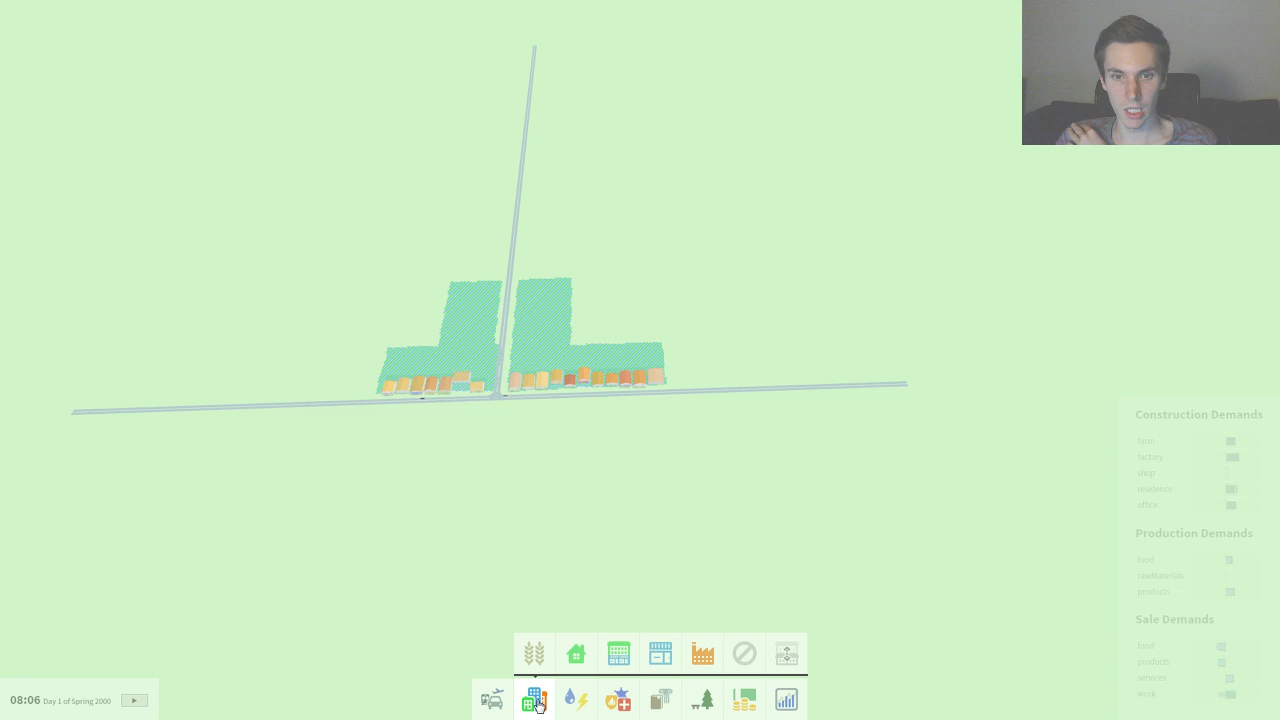 Construction Demands
farm
factory
shop
residence
office
Production Demands
food
rawMaterials
products
Sale Demands
food
products
services
work
08:06 Day 1 of Spring 2000